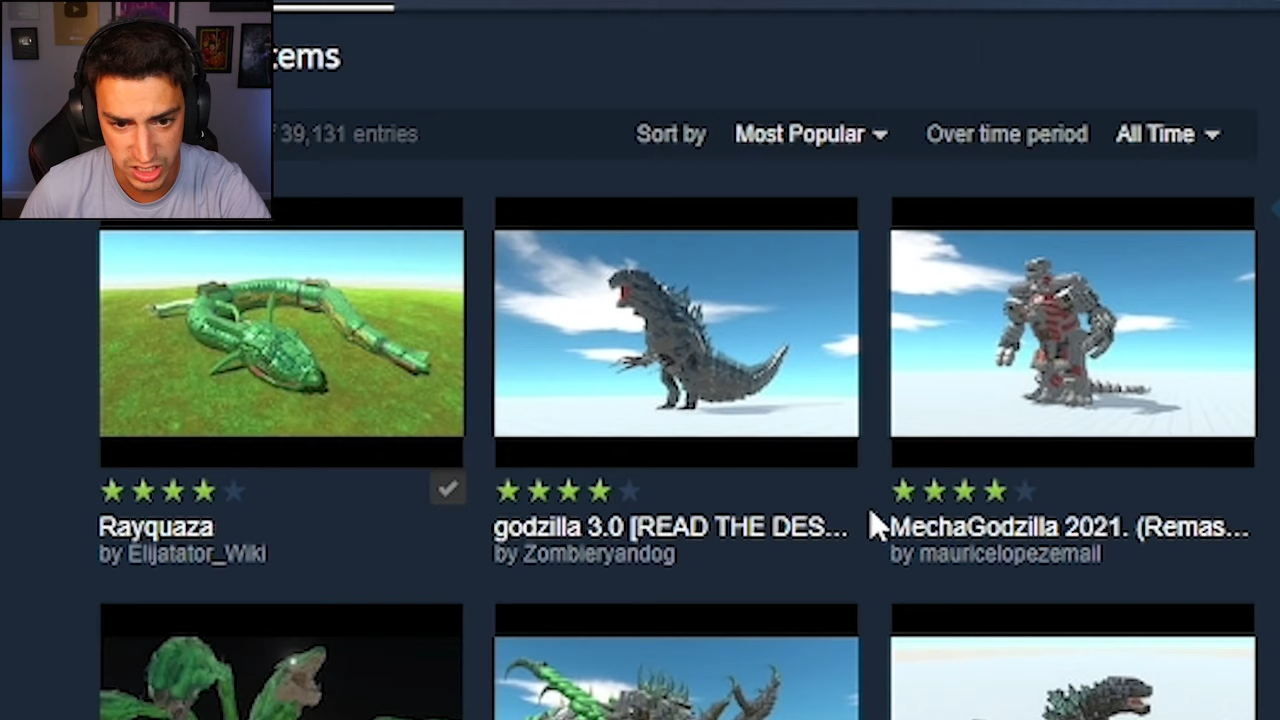 tems
39,131 entries
Sort by Most Popular Over time period All Time
Rayquaza
by Elijatator_Wiki
godzilla 3.0 [READ THE DES...
by Zombieryandog
MechaGodzilla 2021. (Remas...
by mauricelopezemail